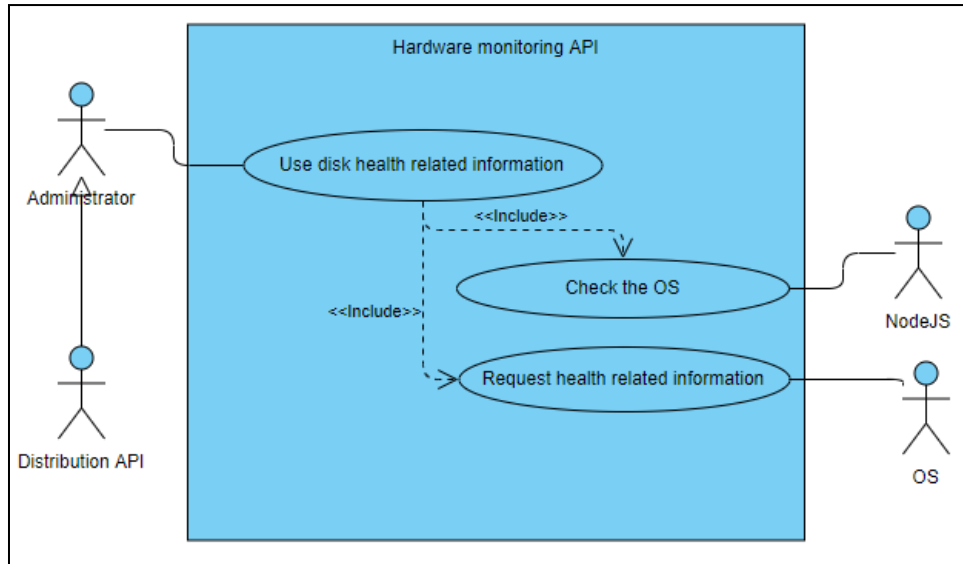 Hardware monitoring API
Use disk health related information
Administrator
<<Include>>
Check the OS
<<Include>>
NodeJS
Request health related information
Distribution API
OS